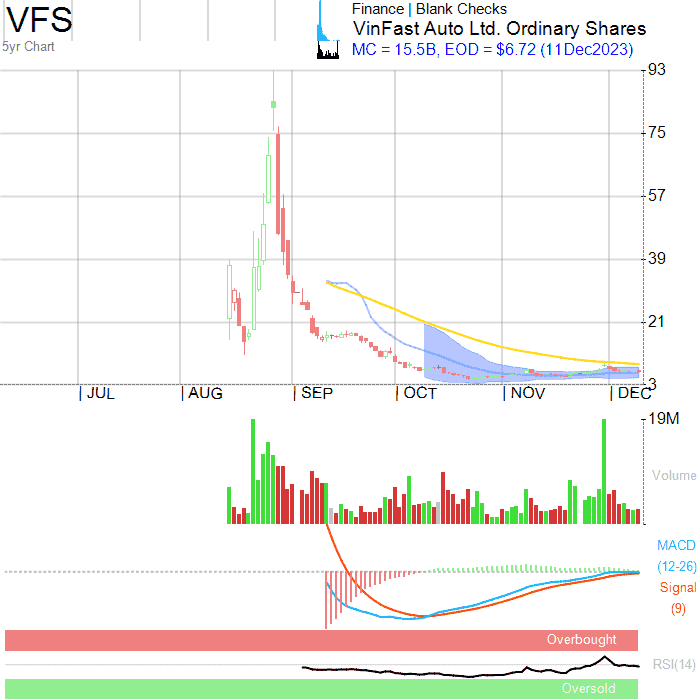 VFS
5yr Chart
Finance | Blank Checks
VinFast Auto Ltd. Ordinary Shares
MC = 15.5B, EOD = $6.72 (11Dec2023)
93
75
57
39
21
3
JUL AUG SEP OCT NOV DEC
19M
Volume
MACD
(12-26)
Signal
(9)
Overbought
RSI(14)
Oversold